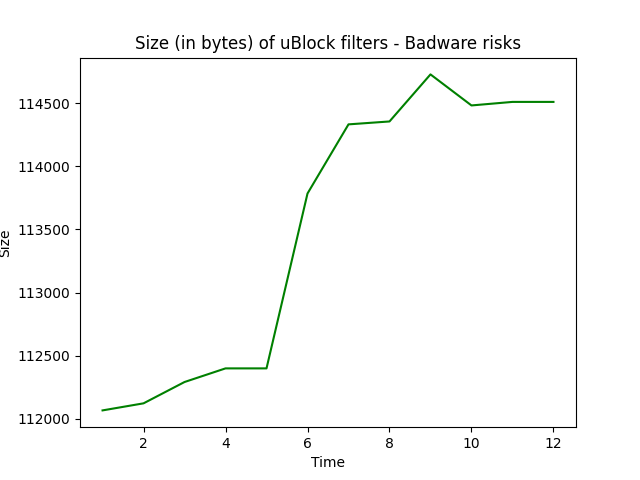 Size (in bytes) of uBlock filters - Badware risks
114500
114000
113500
113000
112500
112000
Size
2 4 6 8 10 12
Time